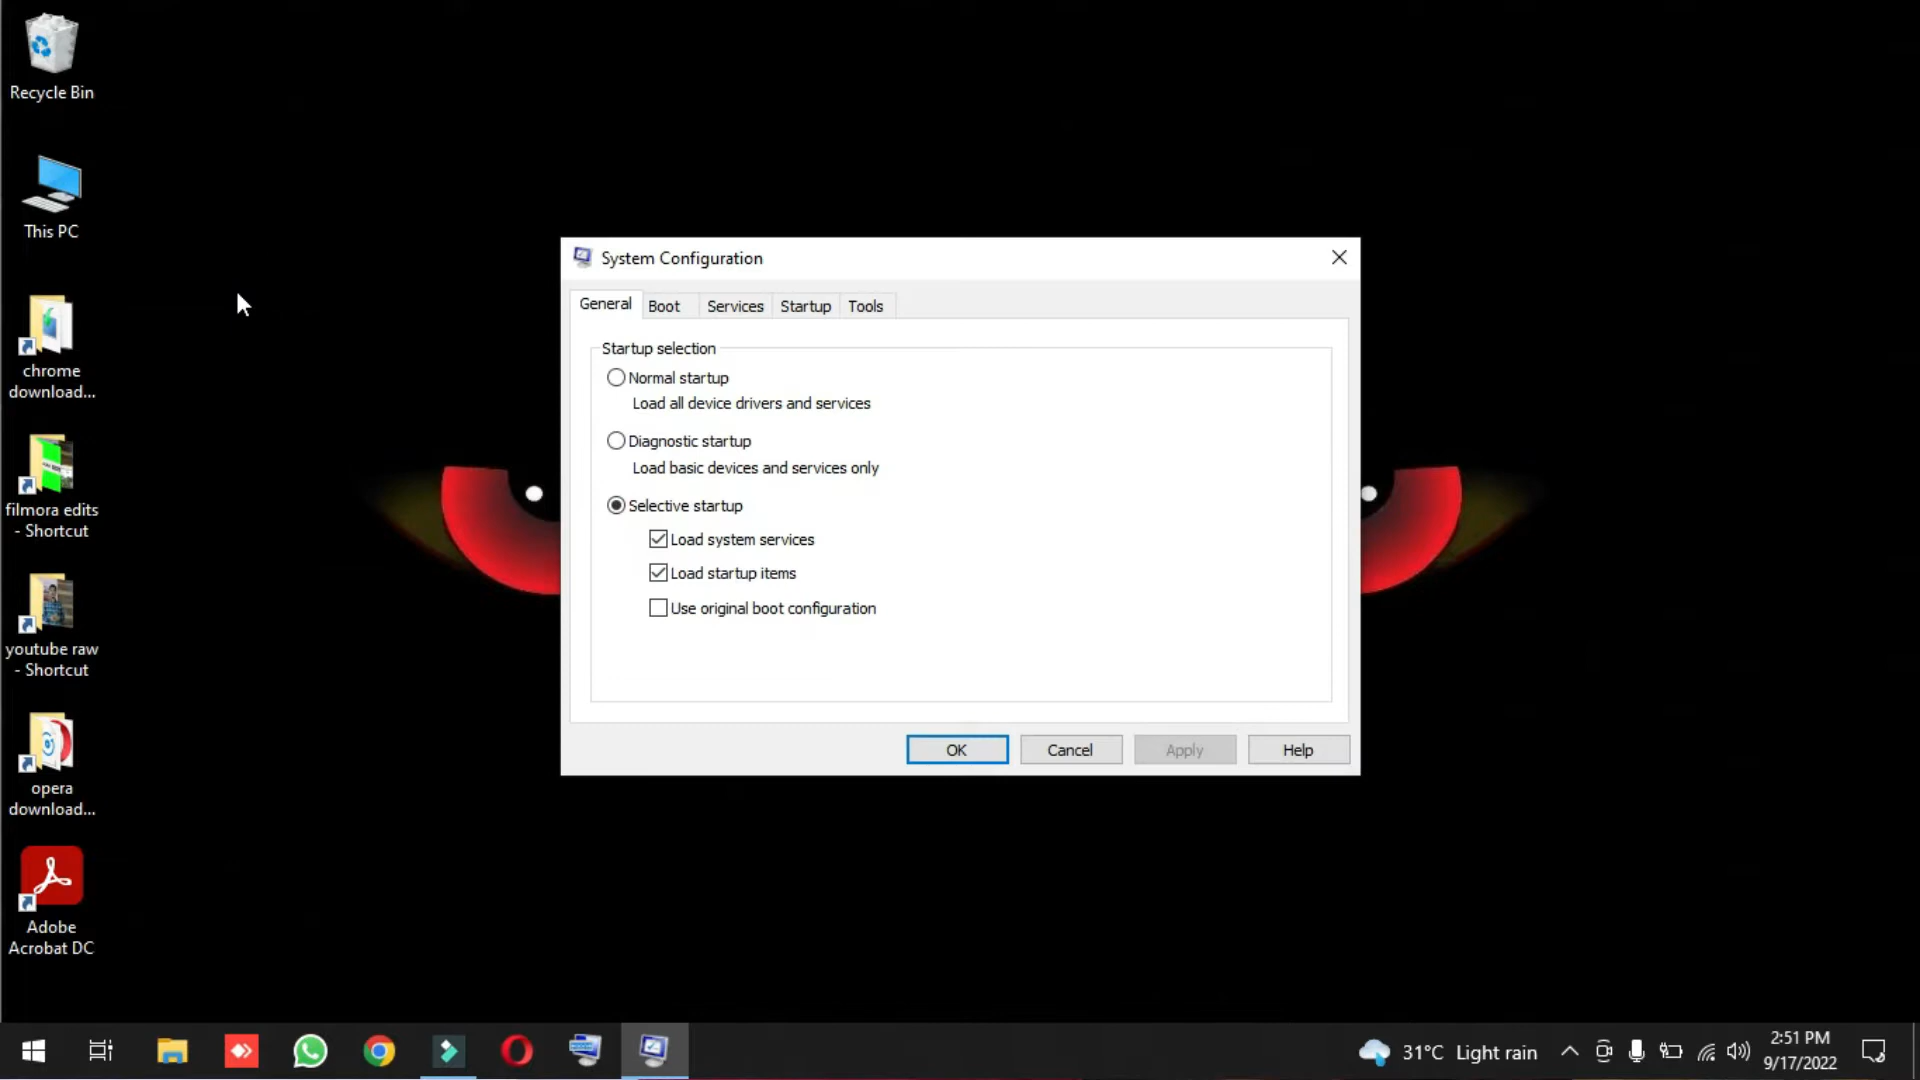 Recycle Bin
This PC
chrome
download...
filmora edits
- Shortcut
youtube raw
- Shortcut
opera
download...
Adobe
Acrobat DC
System Configuration
General Boot Services Startup Tools
Startup selection
Normal startup
Load all device drivers and services
Diagnostic startup
Load basic devices and services only
Selective startup
Load system services
Load startup items
Use original boot configuration
OK Cancel Apply Help
31°C Light rain
2:51 PM
9/17/2022